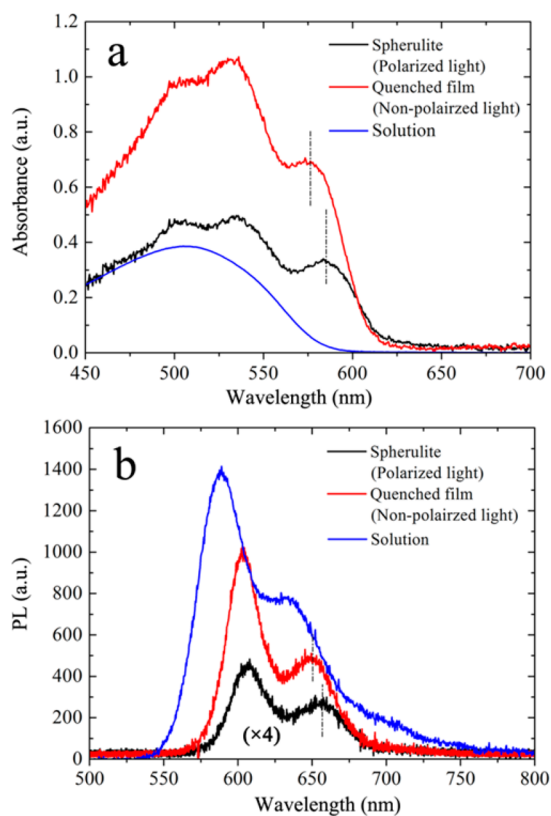 a
Spherulite
(Polarized light)
Quenched film
(Non-polairzed light)
Solution
Absorbance (a.u.)
1.2
1.0
0.8
0.6
0.4
0.2
0.0
450 500 550 600 650 700
Wavelength (nm)
b
Spherulite
(Polarized light)
Quenched film
(Non-polairzed light)
Solution
PL (a.u.)
1600
1400
1200
1000
800
600
400
200
0
(×4)
500 550 600 650 700 750 800
Wavelength (nm)